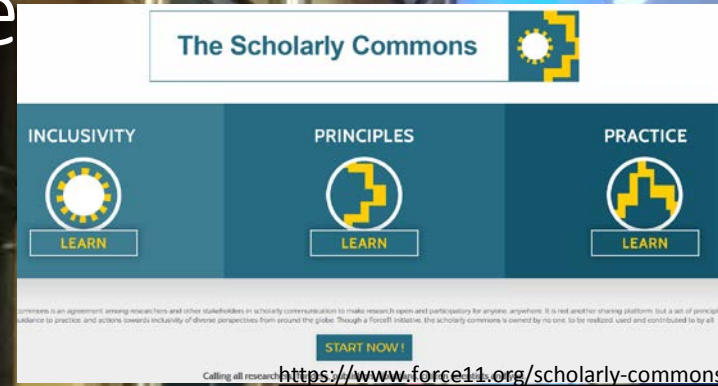 e
The Scholarly Commons
INCLUSIVITY
PRINCIPLES
PRACTICE
LEARN
LEARN
LEARN
commons is an agreement among researchers and other stakeholders in scholarly communication to make research open and participatory for anyone, anywhere. It is not another sharing platform, but a set of principl
guidance to practice, and actions towards inclusivity of diverse perspectives from around the globe. Though a Force11 initiative, the scholarly commons is owned by no one, to be realized, used and contributed to by all
START NOW !
Calling all researchers
https://www.force11.org/scholarly-commons